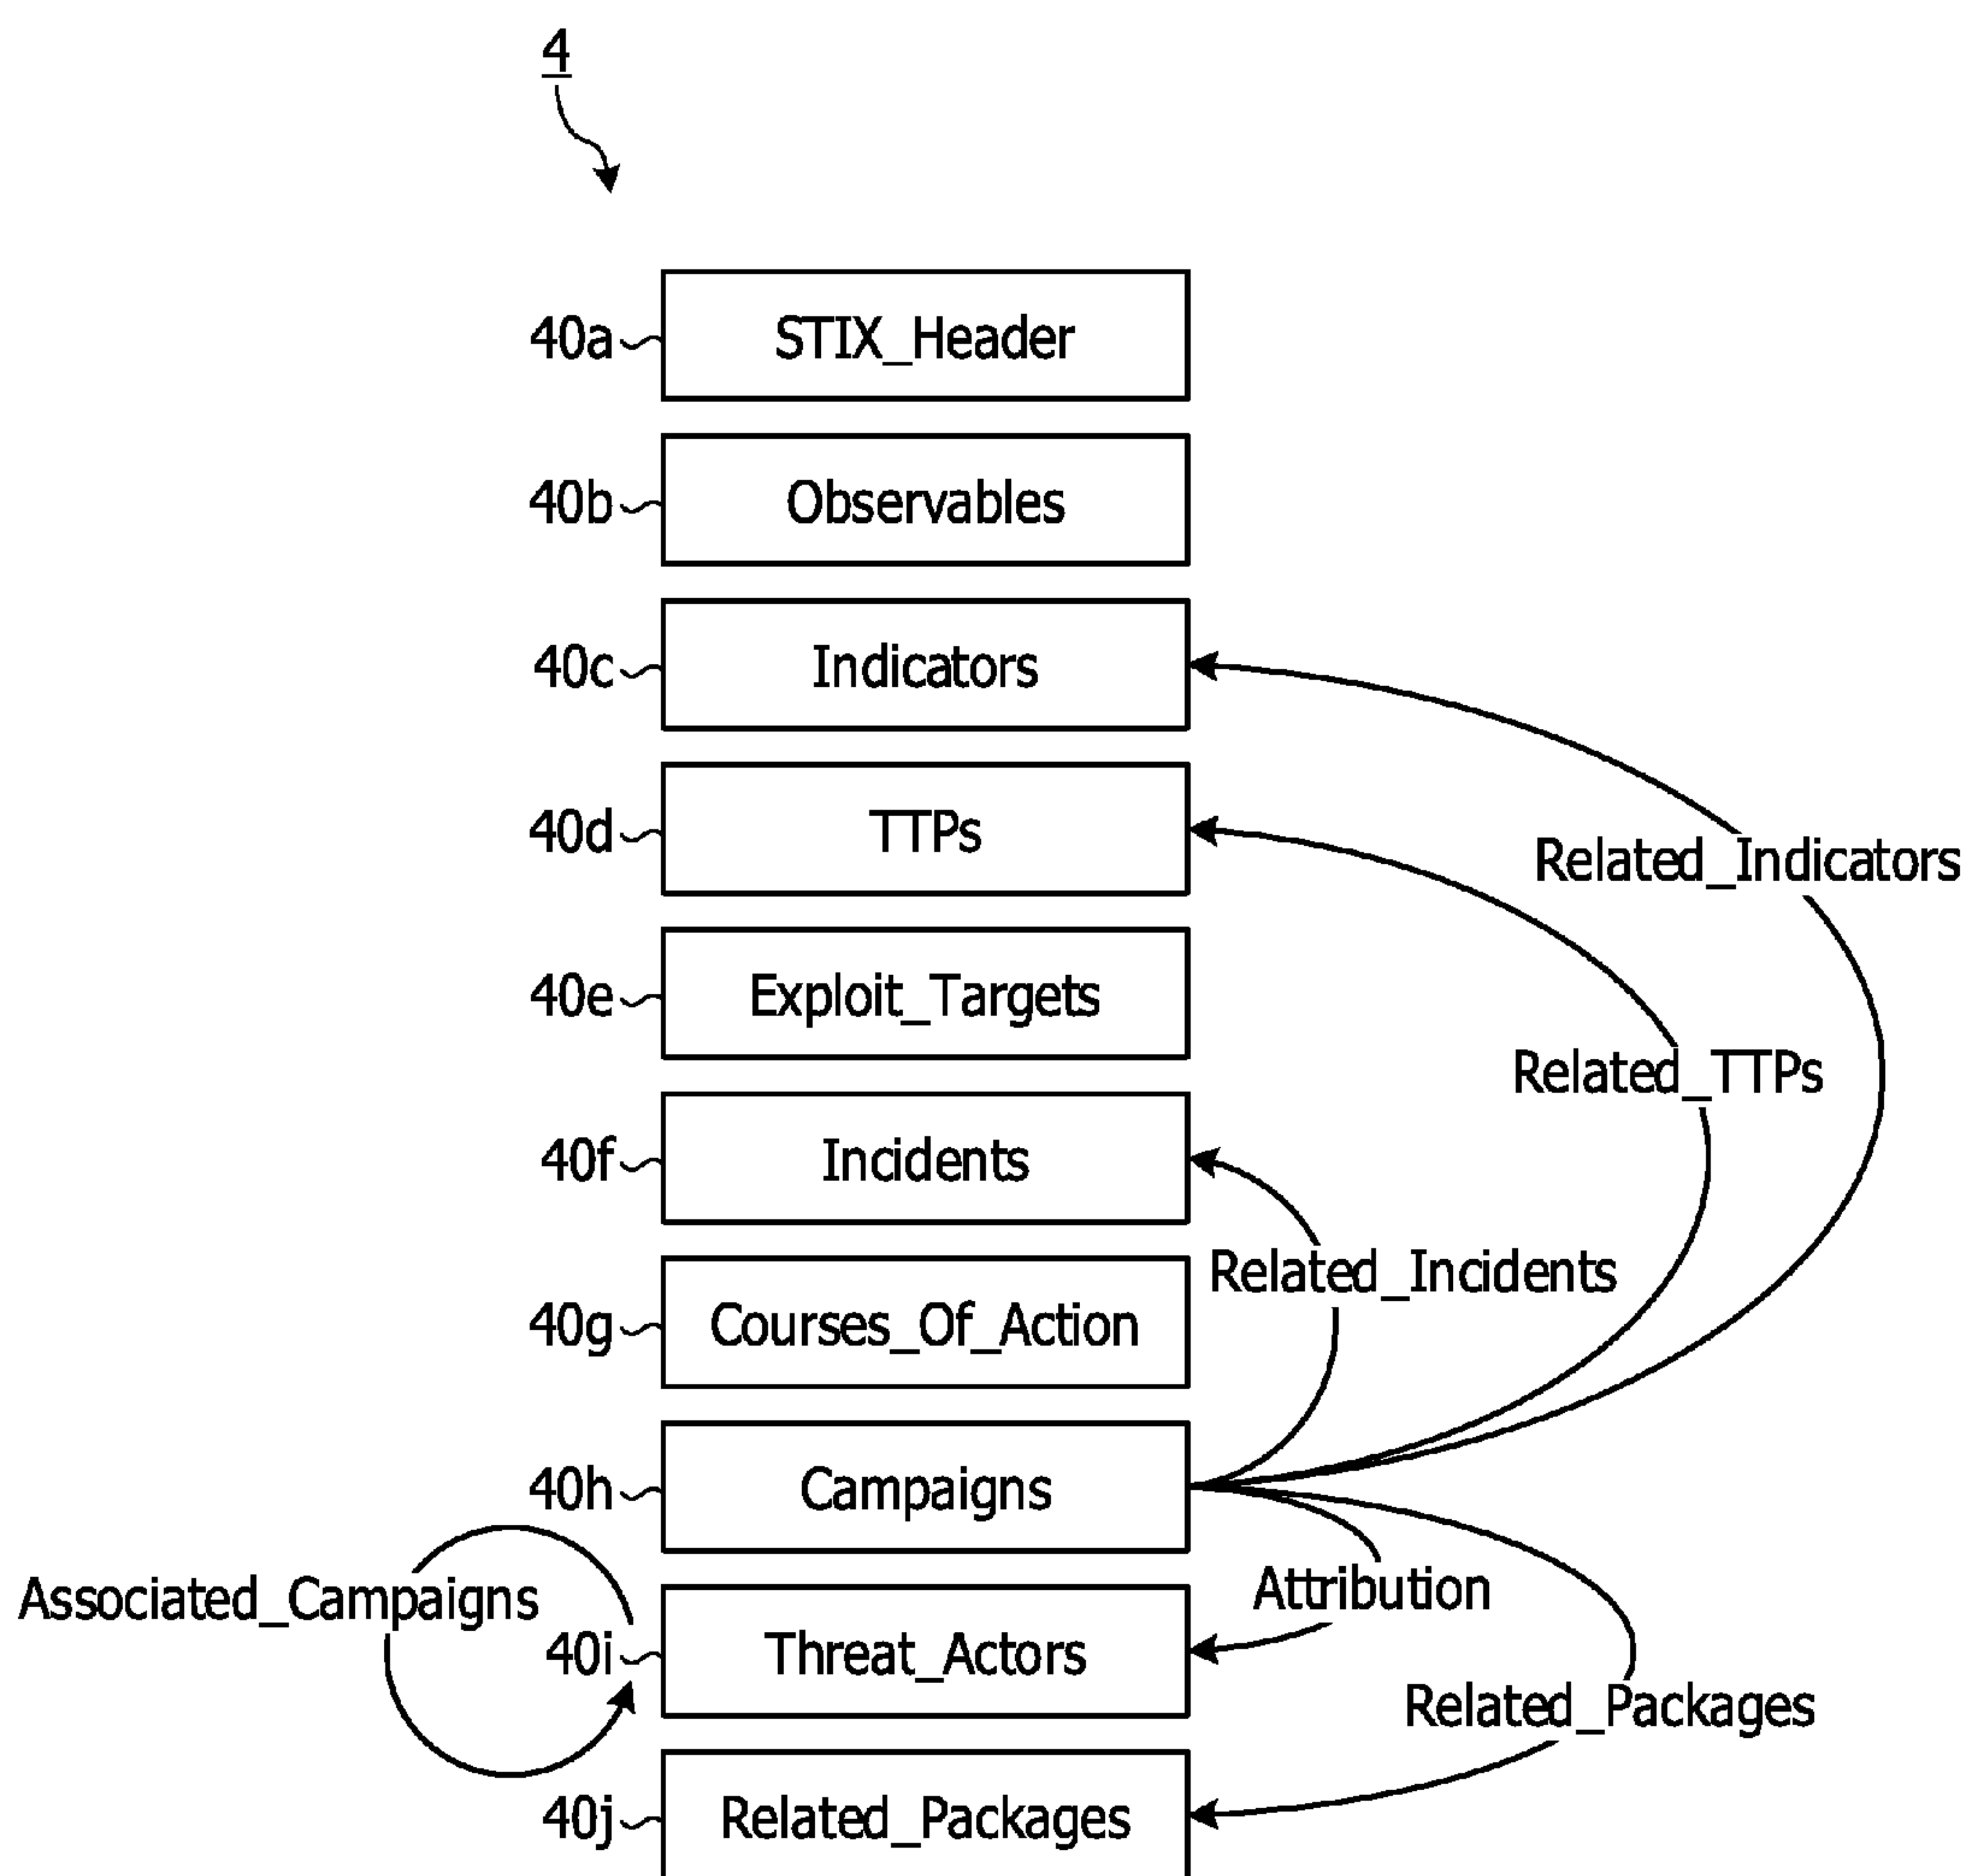 4
40a
STIX_Header
40b
Observables
40c
Indicators
40d
TTPs
Related_Indicators
40e
Exploit_Targets
Related_TTPs
40f
Incidents
Related_Incidents
40g
Courses_Of_Action
40h
Campaigns
Associated_Campaigns
Attribution
40i
Threat_Actors
Related_Packages
40j
Related_Packages